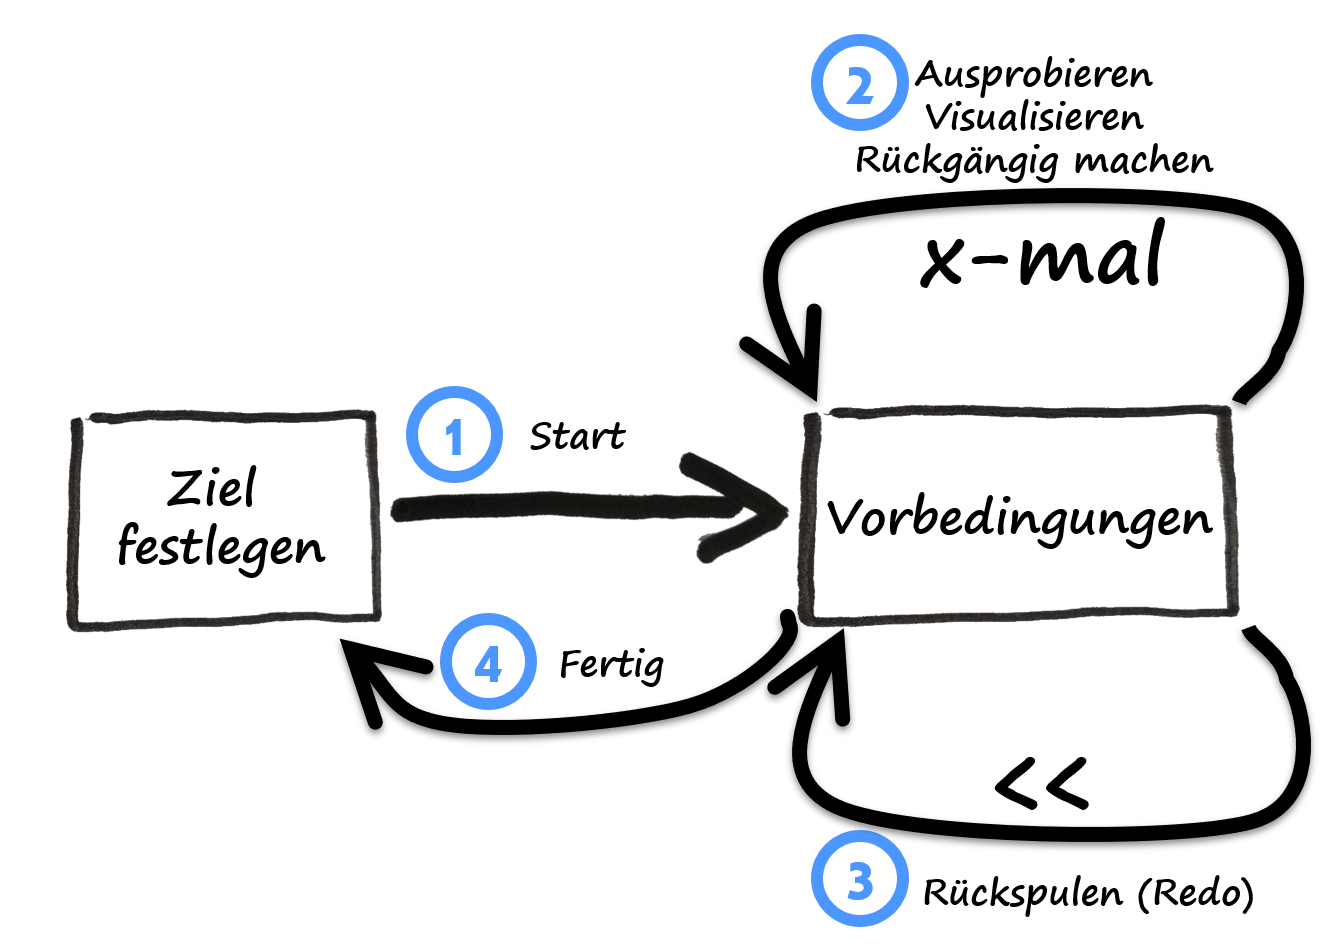 2
Ausprobieren
Visualisieren
Rückgängig machen
x-mal
1
Start
Ziel
festlegen
Vorbedingungen
4
Fertig
<<
3
Rückspulen (Redo)